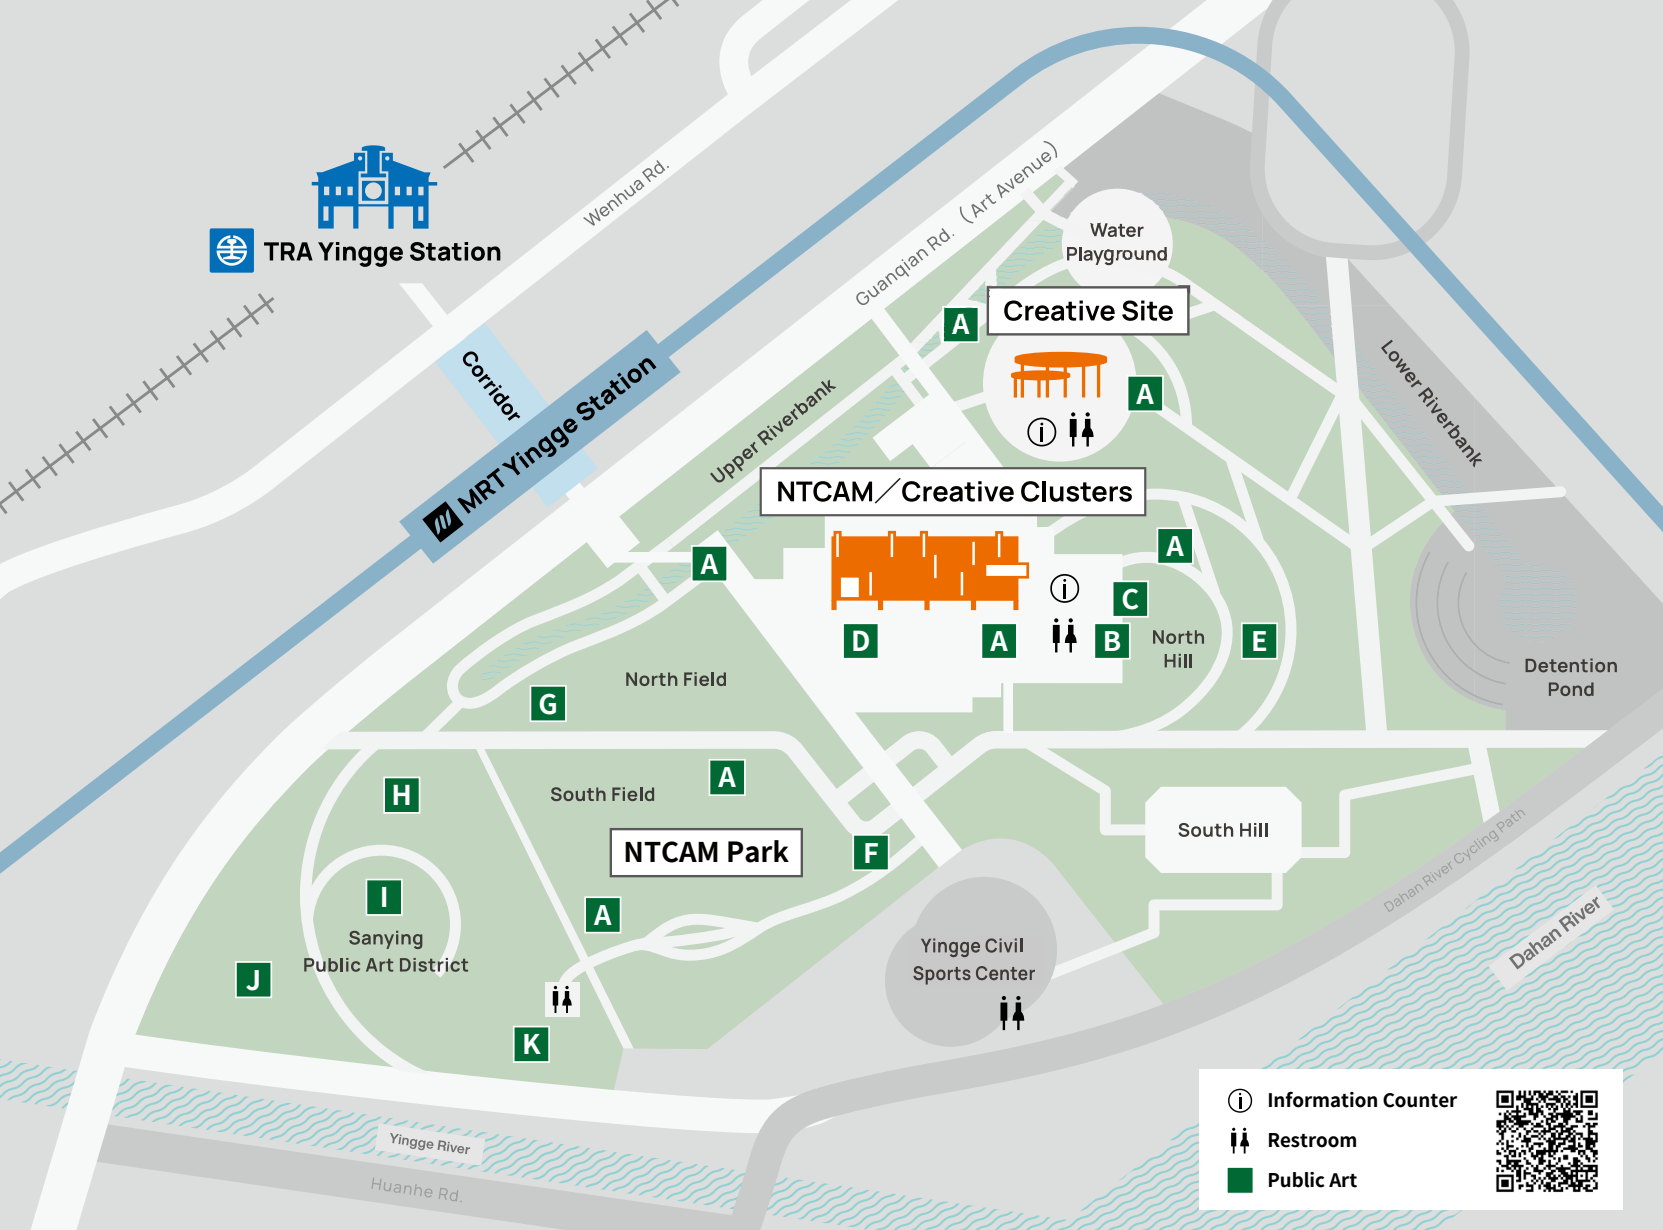 Wenhua Rd.
Guanqian Rd. (Art Avenue)
TRA Yingge Station
Water
Playground
Creative Site
A
Corridor
MRT Yingge Station
Upper Riverbank
A
Lower Riverbank
NTCAM／Creative Clusters
A
A
C
D
A
B
North
Hill
E
Detention
Pond
North Field
G
A
H
South Field
South Hill
NTCAM Park
F
I
A
Sanying
Public Art District
J
Yingge Civil
Sports Center
K
Dahan River Cycling Path
Dahan River
Yingge River
Huanhe Rd.
Information Counter
Restroom
Public Art